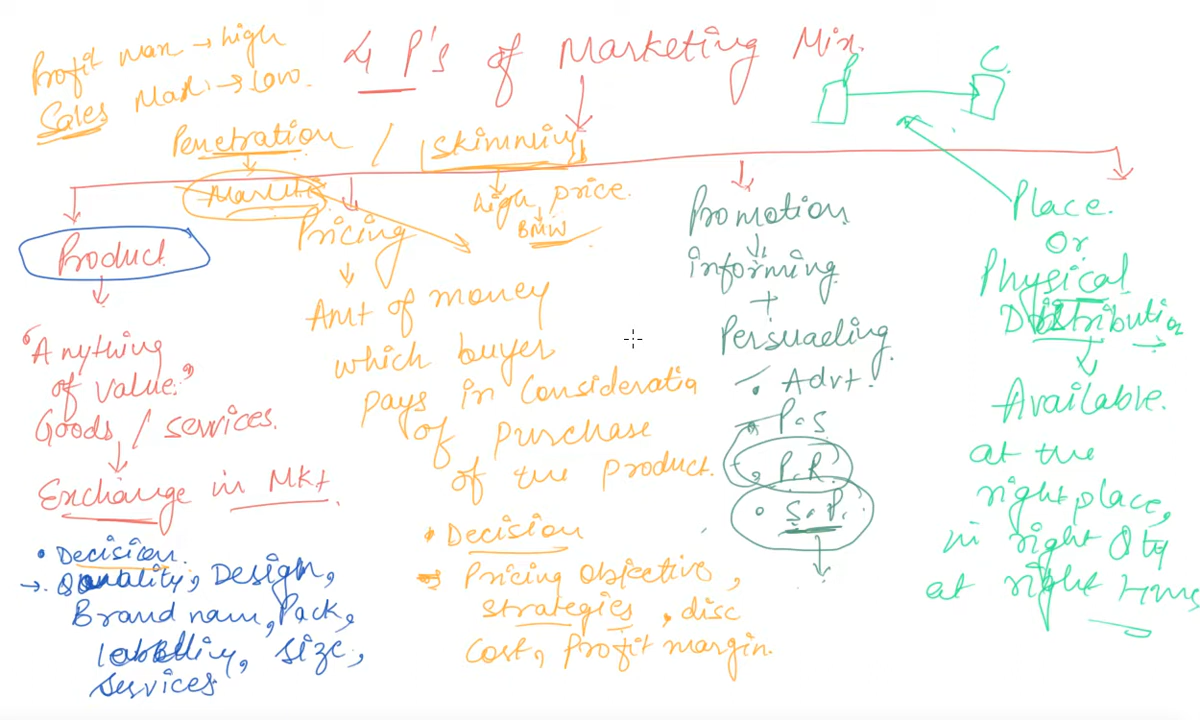 4 P's of Marketing Mix.
Profit max → high
Sales Max → Low.
Penetration / Skimming
Market
high price.
BMW
P C.
Product
"Anything
of value."
Goods / services.
Exchange in Mkt.
• Decision.
→. Quality, Design,
Brand name, Pack,
labelling, size,
services
Pricing
Amt of money
which buyer
pays in Consideratio
of purchase
of the product.
• Decision
Pricing Objective,
strategies, disc
Cost, Profit margin.
Promotion
informing
+
Persuading.
• Advt.
P.S
P.R.
• S.P.
Place.
Or
Physical
Distribution
Available.
at the
right place,
in right Qty
at right time,